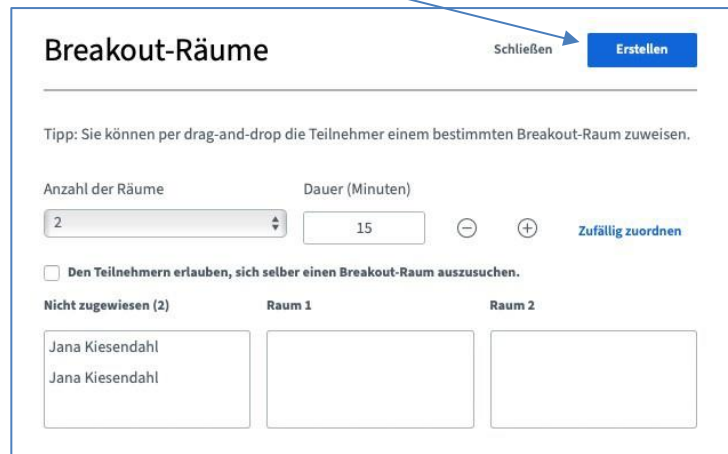 Breakout-Räume
Schließen
Erstellen
Tipp: Sie können per drag-and-drop die Teilnehmer einem bestimmten Breakout-Raum zuweisen.
Anzahl der Räume
Dauer (Minuten)
2
15
Zufällig zuordnen
Den Teilnehmern erlauben, sich selber einen Breakout-Raum auszusuchen.
Nicht zugewiesen (2)
Raum 1
Raum 2
Jana Kiesendahl
Jana Kiesendahl